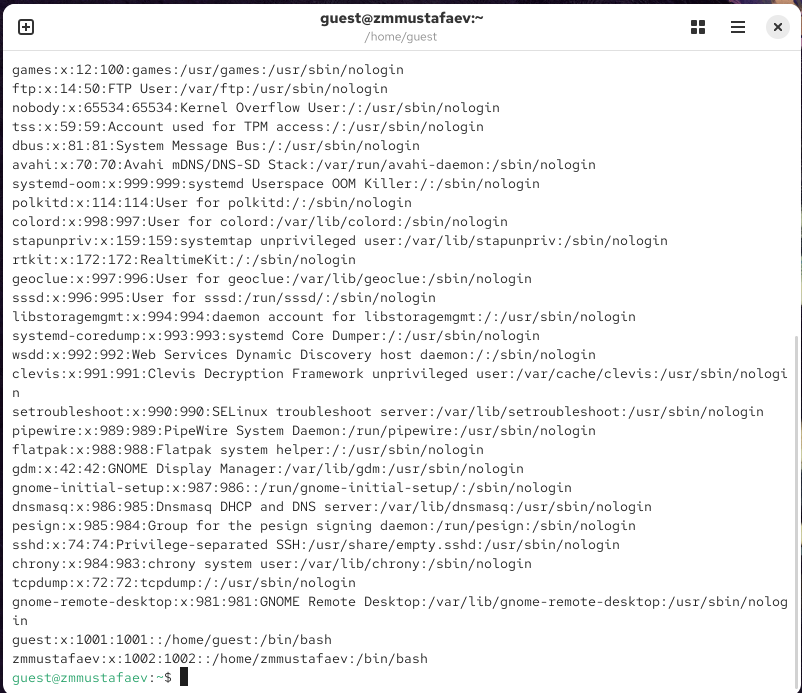 guest@zmmustafaev:~
/home/guest
games:x:12:100:games:/usr/games:/usr/sbin/nologin
ftp:x:14:50:FTP User:/var/ftp:/usr/sbin/nologin
nobody:x:65534:65534:Kernel Overflow User:/:/usr/sbin/nologin
tss:x:59:59:Account used for TPM access:/:/usr/sbin/nologin
dbus:x:81:81:System Message Bus:/:/usr/sbin/nologin
avahi:x:70:70:Avahi mDNS/DNS-SD Stack:/var/run/avahi-daemon:/sbin/nologin
systemd-oom:x:999:999:systemd Userspace OOM Killer:/:/sbin/nologin
polkitd:x:114:114:User for polkitd:/:/sbin/nologin
colord:x:998:997:User for colord:/var/lib/colord:/sbin/nologin
stapunpriv:x:159:159:systemtap unprivileged user:/var/lib/stapunpriv:/sbin/nologin
rtkit:x:172:172:RealtimeKit:/:/sbin/nologin
geoclue:x:997:996:User for geoclue:/var/lib/geoclue:/sbin/nologin
sssd:x:996:995:User for sssd:/run/sssd/:/sbin/nologin
libstoragemgmt:x:994:994:daemon account for libstoragemgmt:/:/usr/sbin/nologin
systemd-coredump:x:993:993:systemd Core Dumper:/:/usr/sbin/nologin
wsdd:x:992:992:Web Services Dynamic Discovery host daemon:/:/sbin/nologin
clevis:x:991:991:Clevis Decryption Framework unprivileged user:/var/cache/clevis:/usr/sbin/nologi
n
setroubleshoot:x:990:990:SELinux troubleshoot server:/var/lib/setroubleshoot:/usr/sbin/nologin
pipewire:x:989:989:PipeWire System Daemon:/run/pipewire:/usr/sbin/nologin
flatpak:x:988:988:Flatpak system helper:/:/usr/sbin/nologin
gdm:x:42:42:GNOME Display Manager:/var/lib/gdm:/usr/sbin/nologin
gnome-initial-setup:x:987:986::/run/gnome-initial-setup/:/sbin/nologin
dnsmasq:x:986:985:Dnsmasq DHCP and DNS server:/var/lib/dnsmasq:/usr/sbin/nologin
pesign:x:985:984:Group for the pesign signing daemon:/run/pesign:/sbin/nologin
sshd:x:74:74:Privilege-separated SSH:/usr/share/empty.sshd:/usr/sbin/nologin
chrony:x:984:983:chrony system user:/var/lib/chrony:/sbin/nologin
tcpdump:x:72:72:tcpdump:/:/usr/sbin/nologin
gnome-remote-desktop:x:981:981:GNOME Remote Desktop:/var/lib/gnome-remote-desktop:/usr/sbin/nolog
in
guest:x:1001:1001::/home/guest:/bin/bash
zmmustafaev:x:1002:1002::/home/zmmustafaev:/bin/bash
guest@zmmustafaev:~$